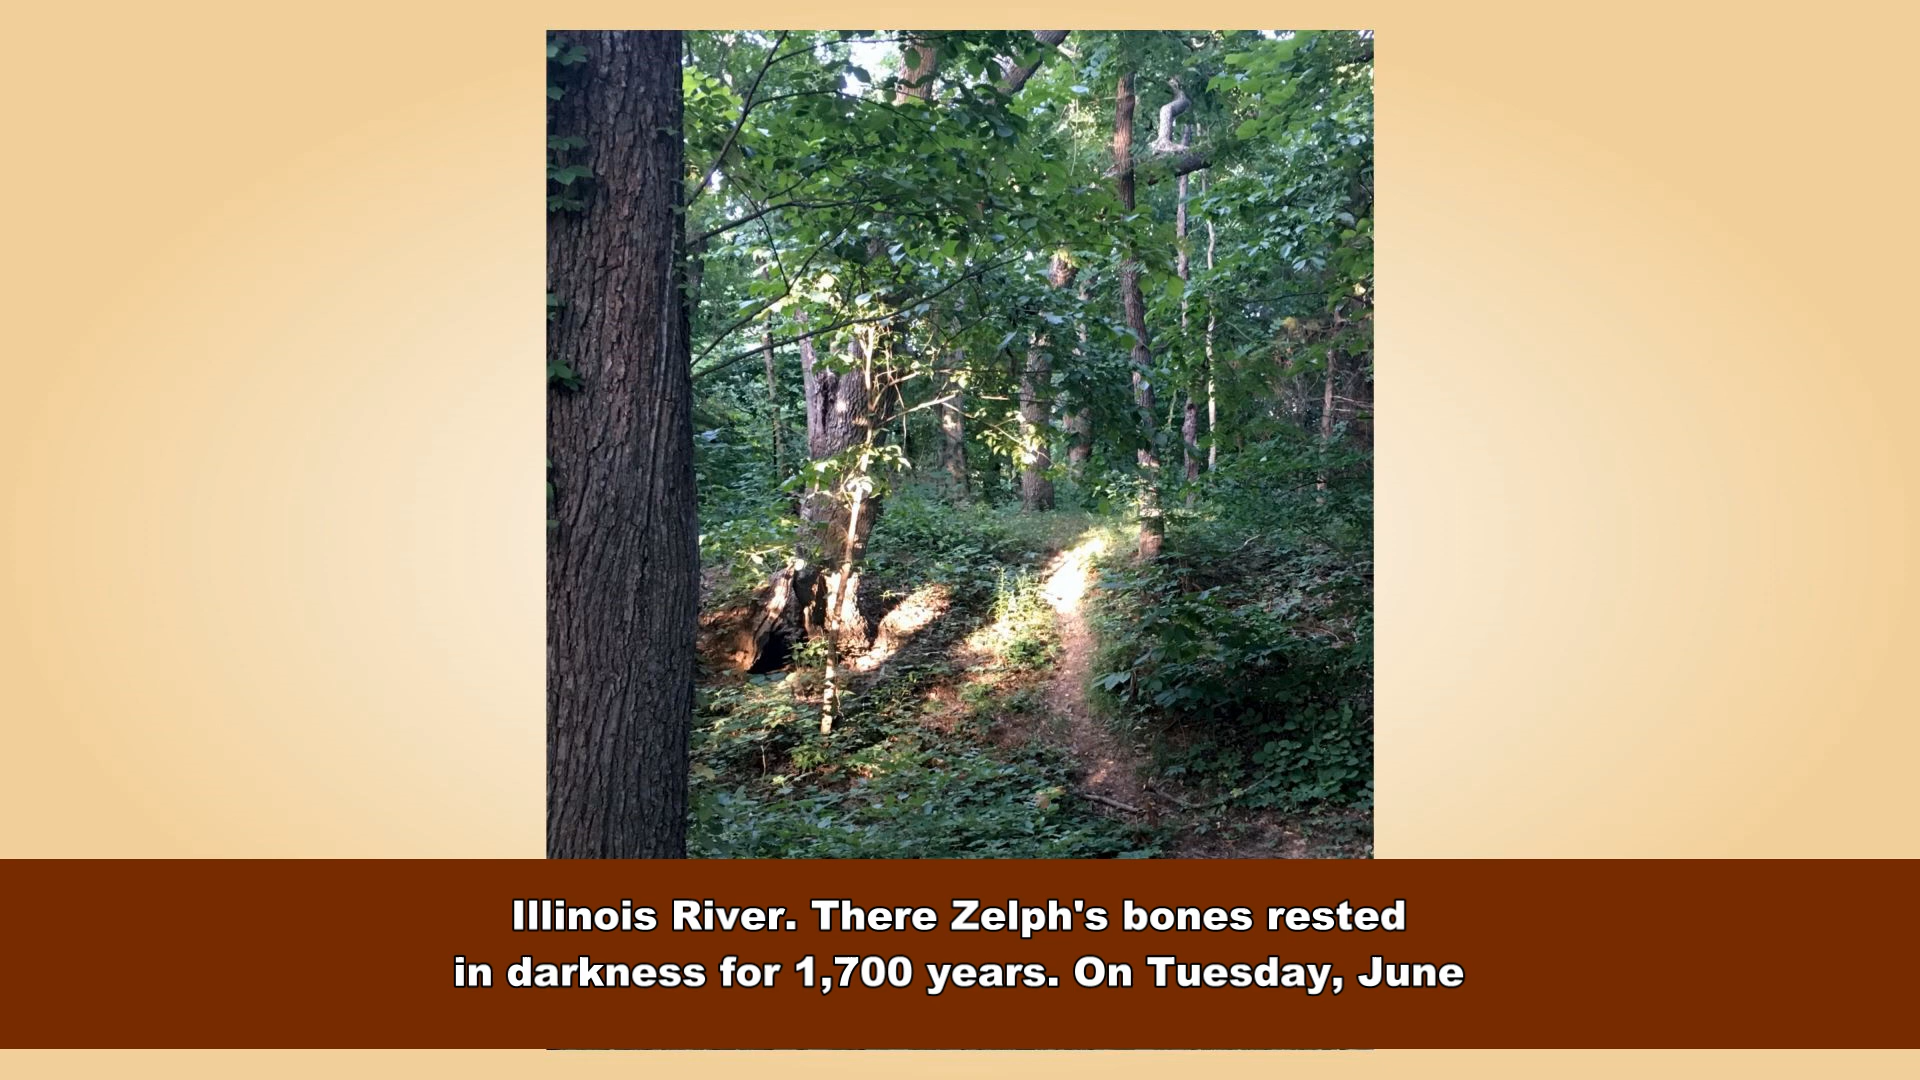 Illinois River. There Zelph's bones rested
in darkness for 1,700 years. On Tuesday, June